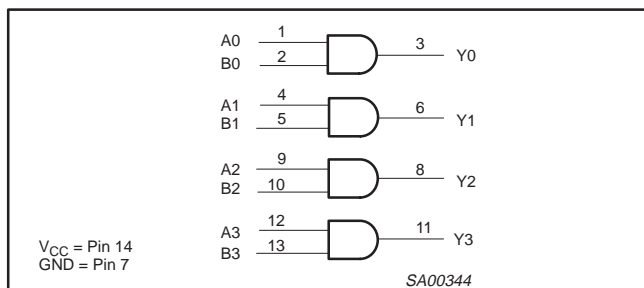 A0 1 3 Y0
B0 2
A1 4 6 Y1
B1 5
A2 9 8 Y2
B2 10
A3 12 11 Y3
B3 13
VCC = Pin 14
GND = Pin 7
SA00344